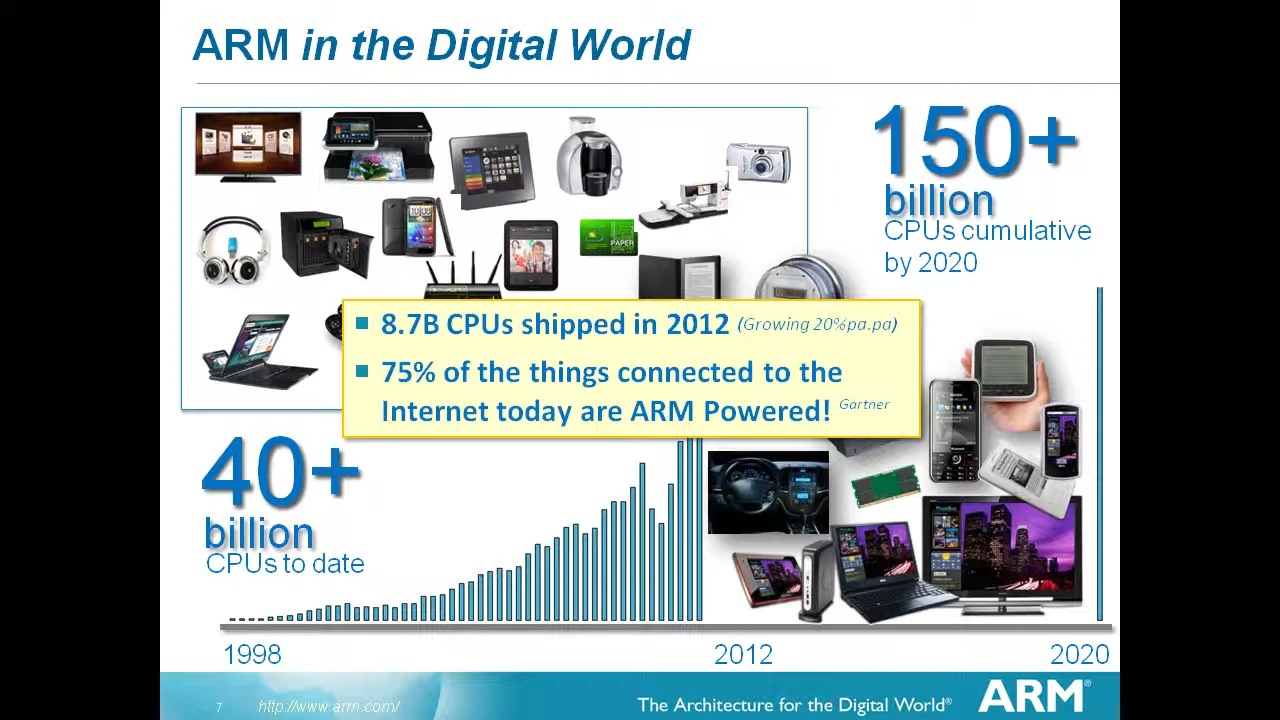 ARM in the Digital World
150+
billion
CPUs cumulative
by 2020
PAPER
8.7B CPUs shipped in 2012 (Growing 20%pa.pa)
75% of the things connected to the
Internet today are ARM Powered! Gartner
40+
billion
CPUs to date
1998
2012
2020
7
http://www.arm.com/
The Architecture for the Digital World®
ARM®